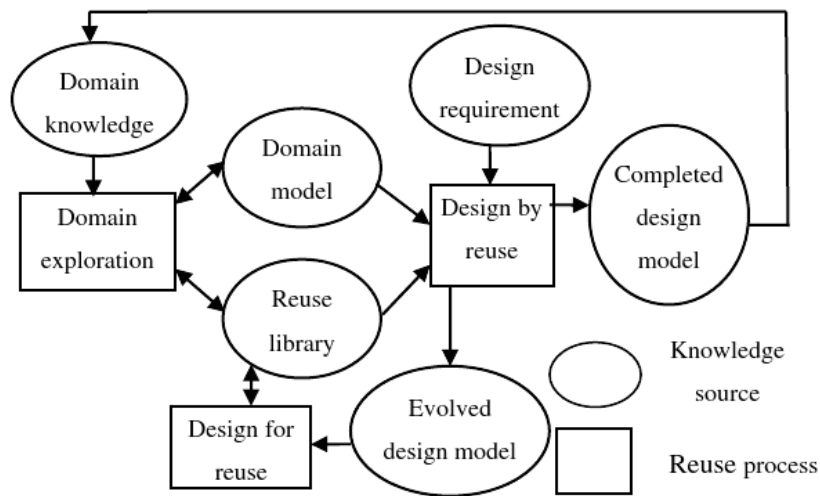 Domain
knowledge
Design
requirement
Domain
model
Completed
design
model
Domain
exploration
Design by
reuse
Reuse
library
Knowledge
source
Evolved
design model
Design for
reuse
Reuse process